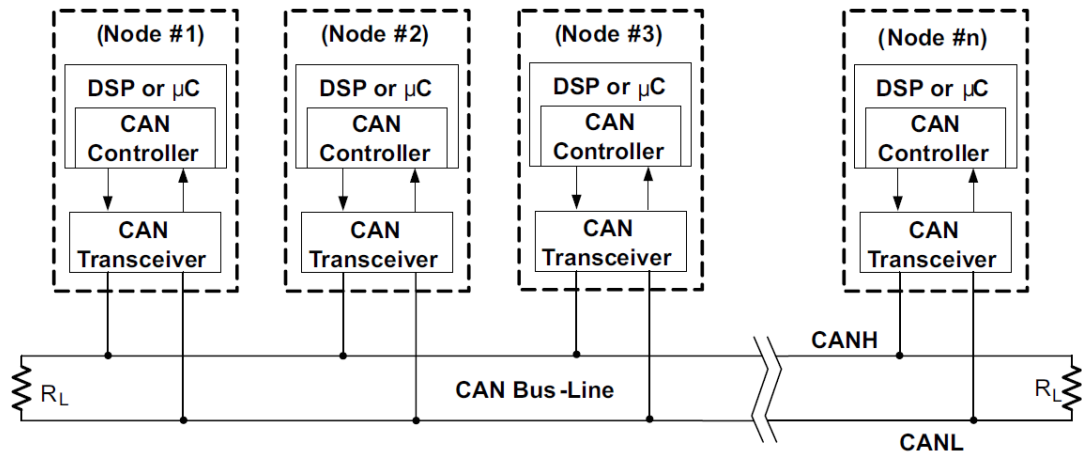 (Node #1)
DSP or µC
CAN
Controller
CAN
Transceiver
(Node #2)
DSP or µC
CAN
Controller
CAN
Transceiver
(Node #3)
DSP or µC
CAN
Controller
CAN
Transceiver
(Node #n)
DSP or µC
CAN
Controller
CAN
Transceiver
CANH
RL
CAN Bus-Line
RL
CANL